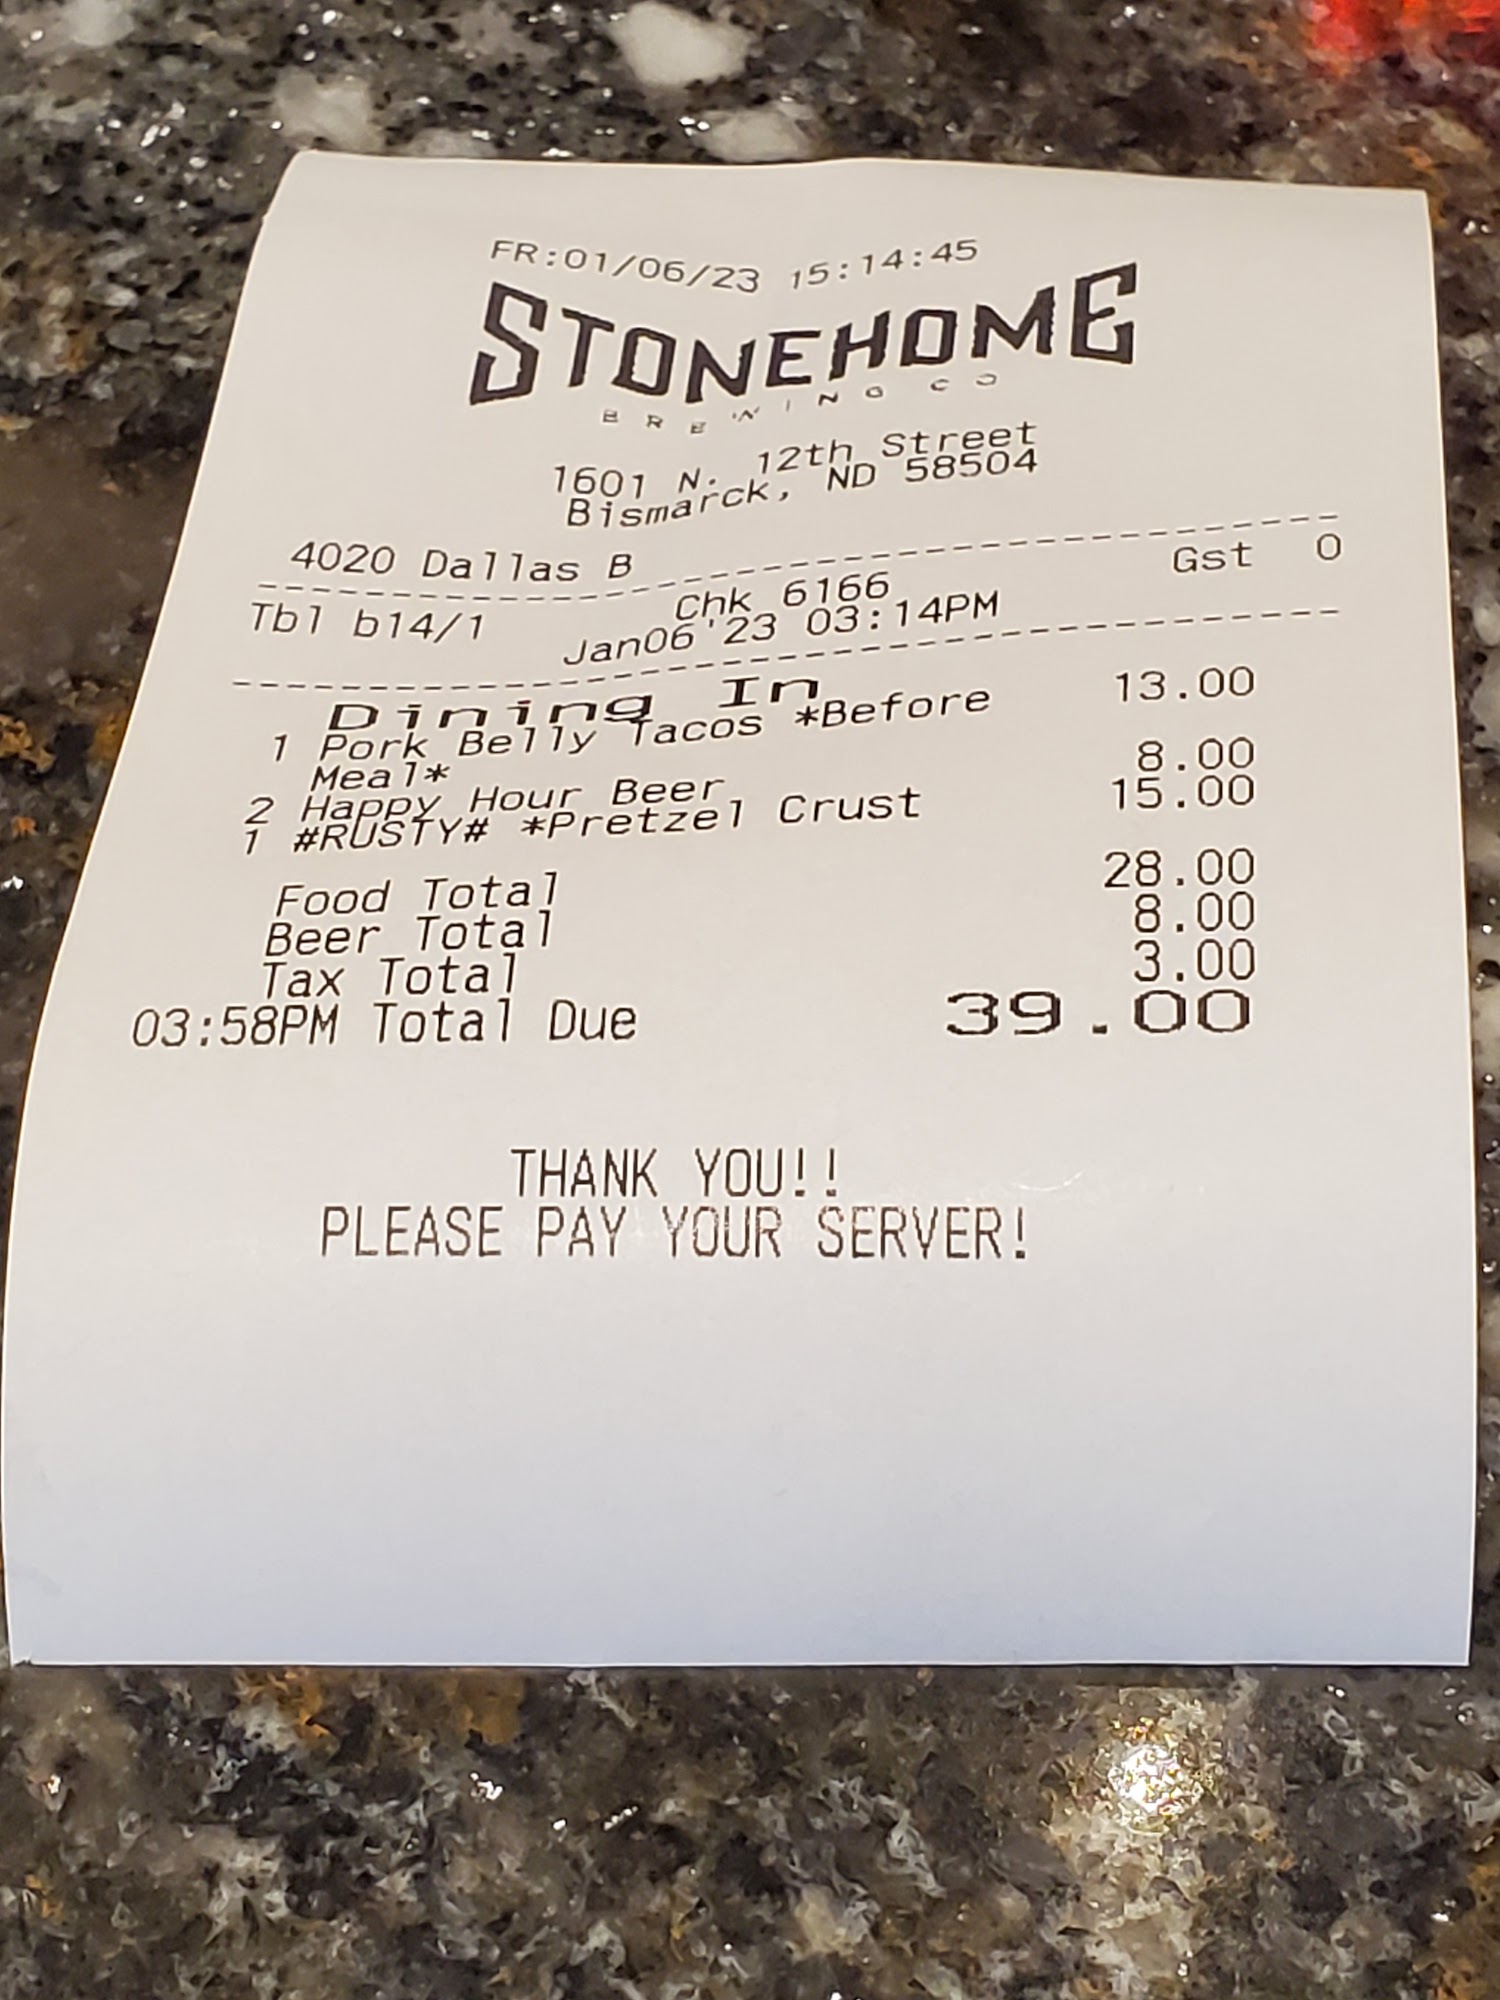 FR:01/06/23 15:14:45
STONEHOME
BREWING CO
1601 N. 12th Street
Bismarck, ND 58504
4020 Dallas B
Tbl b14/1 Chk 6166 Gst 0
Jan06'23 03:14PM
Dining In
1 Pork Belly Tacos *Before 13.00
Meal*
2 Happy Hour Beer 8.00
1 #RUSTY# *Pretzel Crust 15.00
Food Total 28.00
Beer Total 8.00
Tax Total 3.00
03:58PM Total Due 39.00
THANK YOU!!
PLEASE PAY YOUR SERVER!